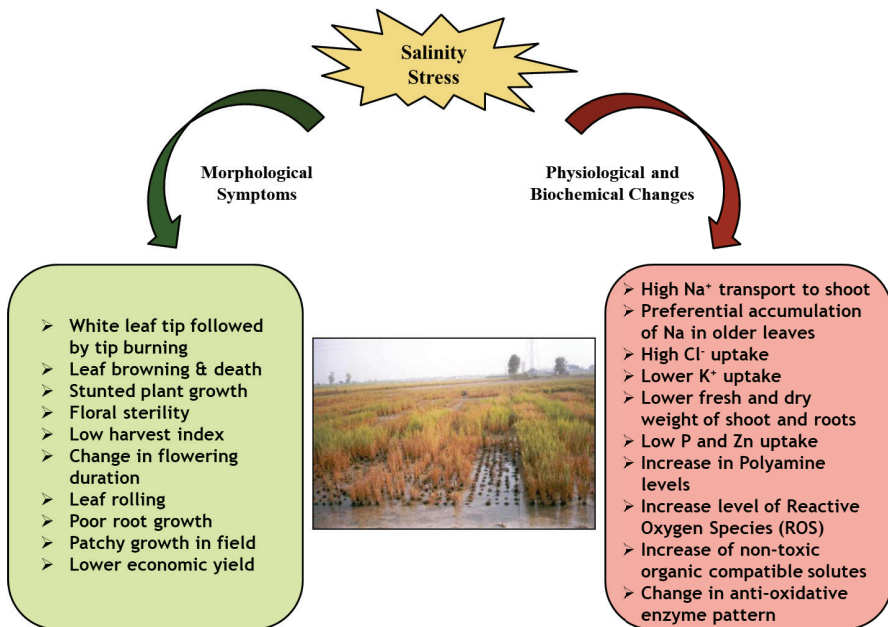 Salinity
Stress
Morphological
Symptoms
Physiological and
Biochemical Changes
➢ White leaf tip followed
by tip burning
➢ Leaf browning & death
➢ Stunted plant growth
➢ Floral sterility
➢ Low harvest index
➢ Change in flowering
duration
➢ Leaf rolling
➢ Poor root growth
➢ Patchy growth in field
➢ Lower economic yield
➢ High Na⁺ transport to shoot
➢ Preferential accumulation
of Na in older leaves
➢ High Cl⁻ uptake
➢ Lower K⁺ uptake
➢ Lower fresh and dry
weight of shoot and roots
➢ Low P and Zn uptake
➢ Increase in Polyamine
levels
➢ Increase level of Reactive
Oxygen Species (ROS)
➢ Increase of non-toxic
organic compatible solutes
➢ Change in anti-oxidative
enzyme pattern